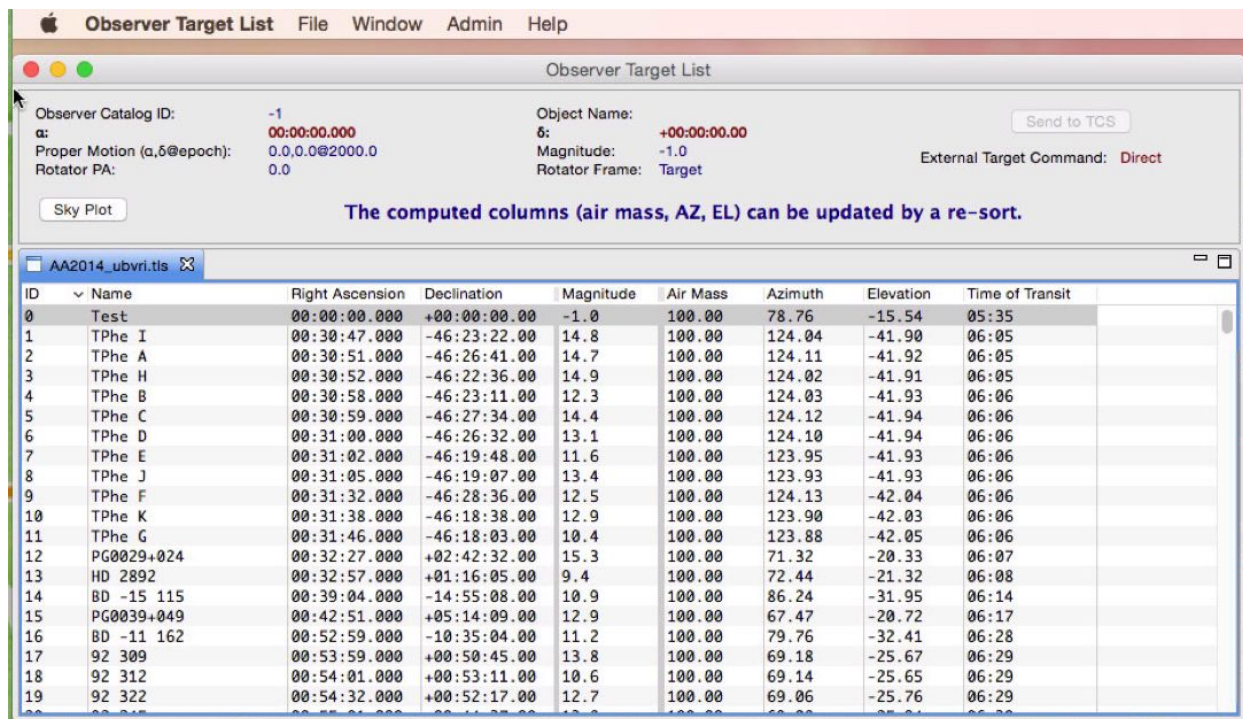 Observer Target List File Window Admin Help
Observer Target List
Observer Catalog ID: -1 Object Name: Send to TCS
α: 00:00:00.000 δ: +00:00:00.00
Proper Motion (α,δ@epoch): 0.0,0.0@2000.0 Magnitude: -1.0 External Target Command: Direct
Rotator PA: 0.0 Rotator Frame: Target
Sky Plot The computed columns (air mass, AZ, EL) can be updated by a re-sort.
AA2014_ubvri.tls
ID Name Right Ascension Declination Magnitude Air Mass Azimuth Elevation Time of Transit
0 Test 00:00:00.000 +00:00:00.00 -1.0 100.00 78.76 -15.54 05:35
1 TPhe I 00:30:47.000 -46:23:22.00 14.8 100.00 124.04 -41.90 06:05
2 TPhe A 00:30:51.000 -46:26:41.00 14.7 100.00 124.11 -41.92 06:05
3 TPhe H 00:30:52.000 -46:22:36.00 14.9 100.00 124.02 -41.91 06:05
4 TPhe B 00:30:58.000 -46:23:11.00 12.3 100.00 124.03 -41.93 06:06
5 TPhe C 00:30:59.000 -46:27:34.00 14.4 100.00 124.12 -41.94 06:06
6 TPhe D 00:31:00.000 -46:26:32.00 13.1 100.00 124.10 -41.94 06:06
7 TPhe E 00:31:02.000 -46:19:48.00 11.6 100.00 123.95 -41.93 06:06
8 TPhe J 00:31:05.000 -46:19:07.00 13.4 100.00 123.93 -41.93 06:06
9 TPhe F 00:31:32.000 -46:28:36.00 12.5 100.00 124.13 -42.04 06:06
10 TPhe K 00:31:38.000 -46:18:38.00 12.9 100.00 123.90 -42.03 06:06
11 TPhe G 00:31:46.000 -46:18:03.00 10.4 100.00 123.88 -42.05 06:06
12 PG0029+024 00:32:27.000 +02:42:32.00 15.3 100.00 71.32 -20.33 06:07
13 HD 2892 00:32:57.000 +01:16:05.00 9.4 100.00 72.44 -21.32 06:08
14 BD -15 115 00:39:04.000 -14:55:08.00 10.9 100.00 86.24 -31.95 06:14
15 PG0039+049 00:42:51.000 +05:14:09.00 12.9 100.00 67.47 -20.72 06:17
16 BD -11 162 00:52:59.000 -10:35:04.00 11.2 100.00 79.76 -32.41 06:28
17 92 309 00:53:59.000 +00:50:45.00 13.8 100.00 69.18 -25.67 06:29
18 92 312 00:54:01.000 +00:53:11.00 10.6 100.00 69.14 -25.65 06:29
19 92 322 00:54:32.000 +00:52:17.00 12.7 100.00 69.06 -25.76 06:29